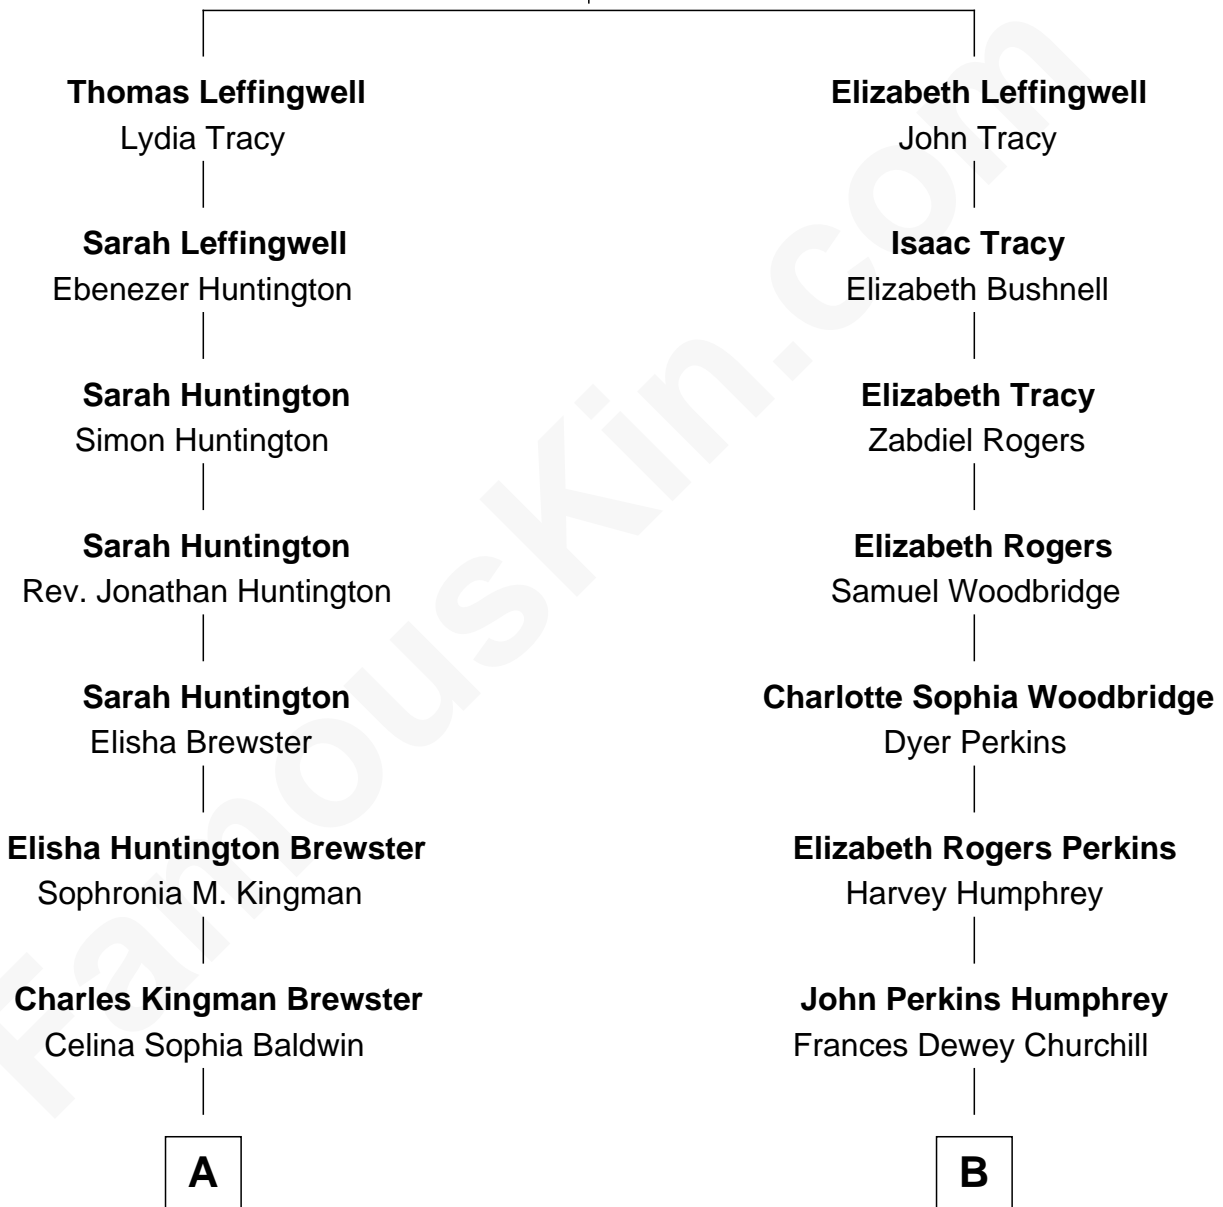 Thomas Leffingwell
Lydia Tracy
Sarah Leffingwell
Ebenezer Huntington
Sarah Huntington
Simon Huntington
Sarah Huntington
Rev. Jonathan Huntington
Sarah Huntington
Elisha Brewster
Elisha Huntington Brewster
Sophronia M. Kingman
Charles Kingman Brewster
Celina Sophia Baldwin
A
Elizabeth Leffingwell
John Tracy
Isaac Tracy
Elizabeth Bushnell
Elizabeth Tracy
Zabdiel Rogers
Elizabeth Rogers
Samuel Woodbridge
Charlotte Sophia Woodbridge
Dyer Perkins
Elizabeth Rogers Perkins
Harvey Humphrey
John Perkins Humphrey
Frances Dewey Churchill
B
FamousKin.com